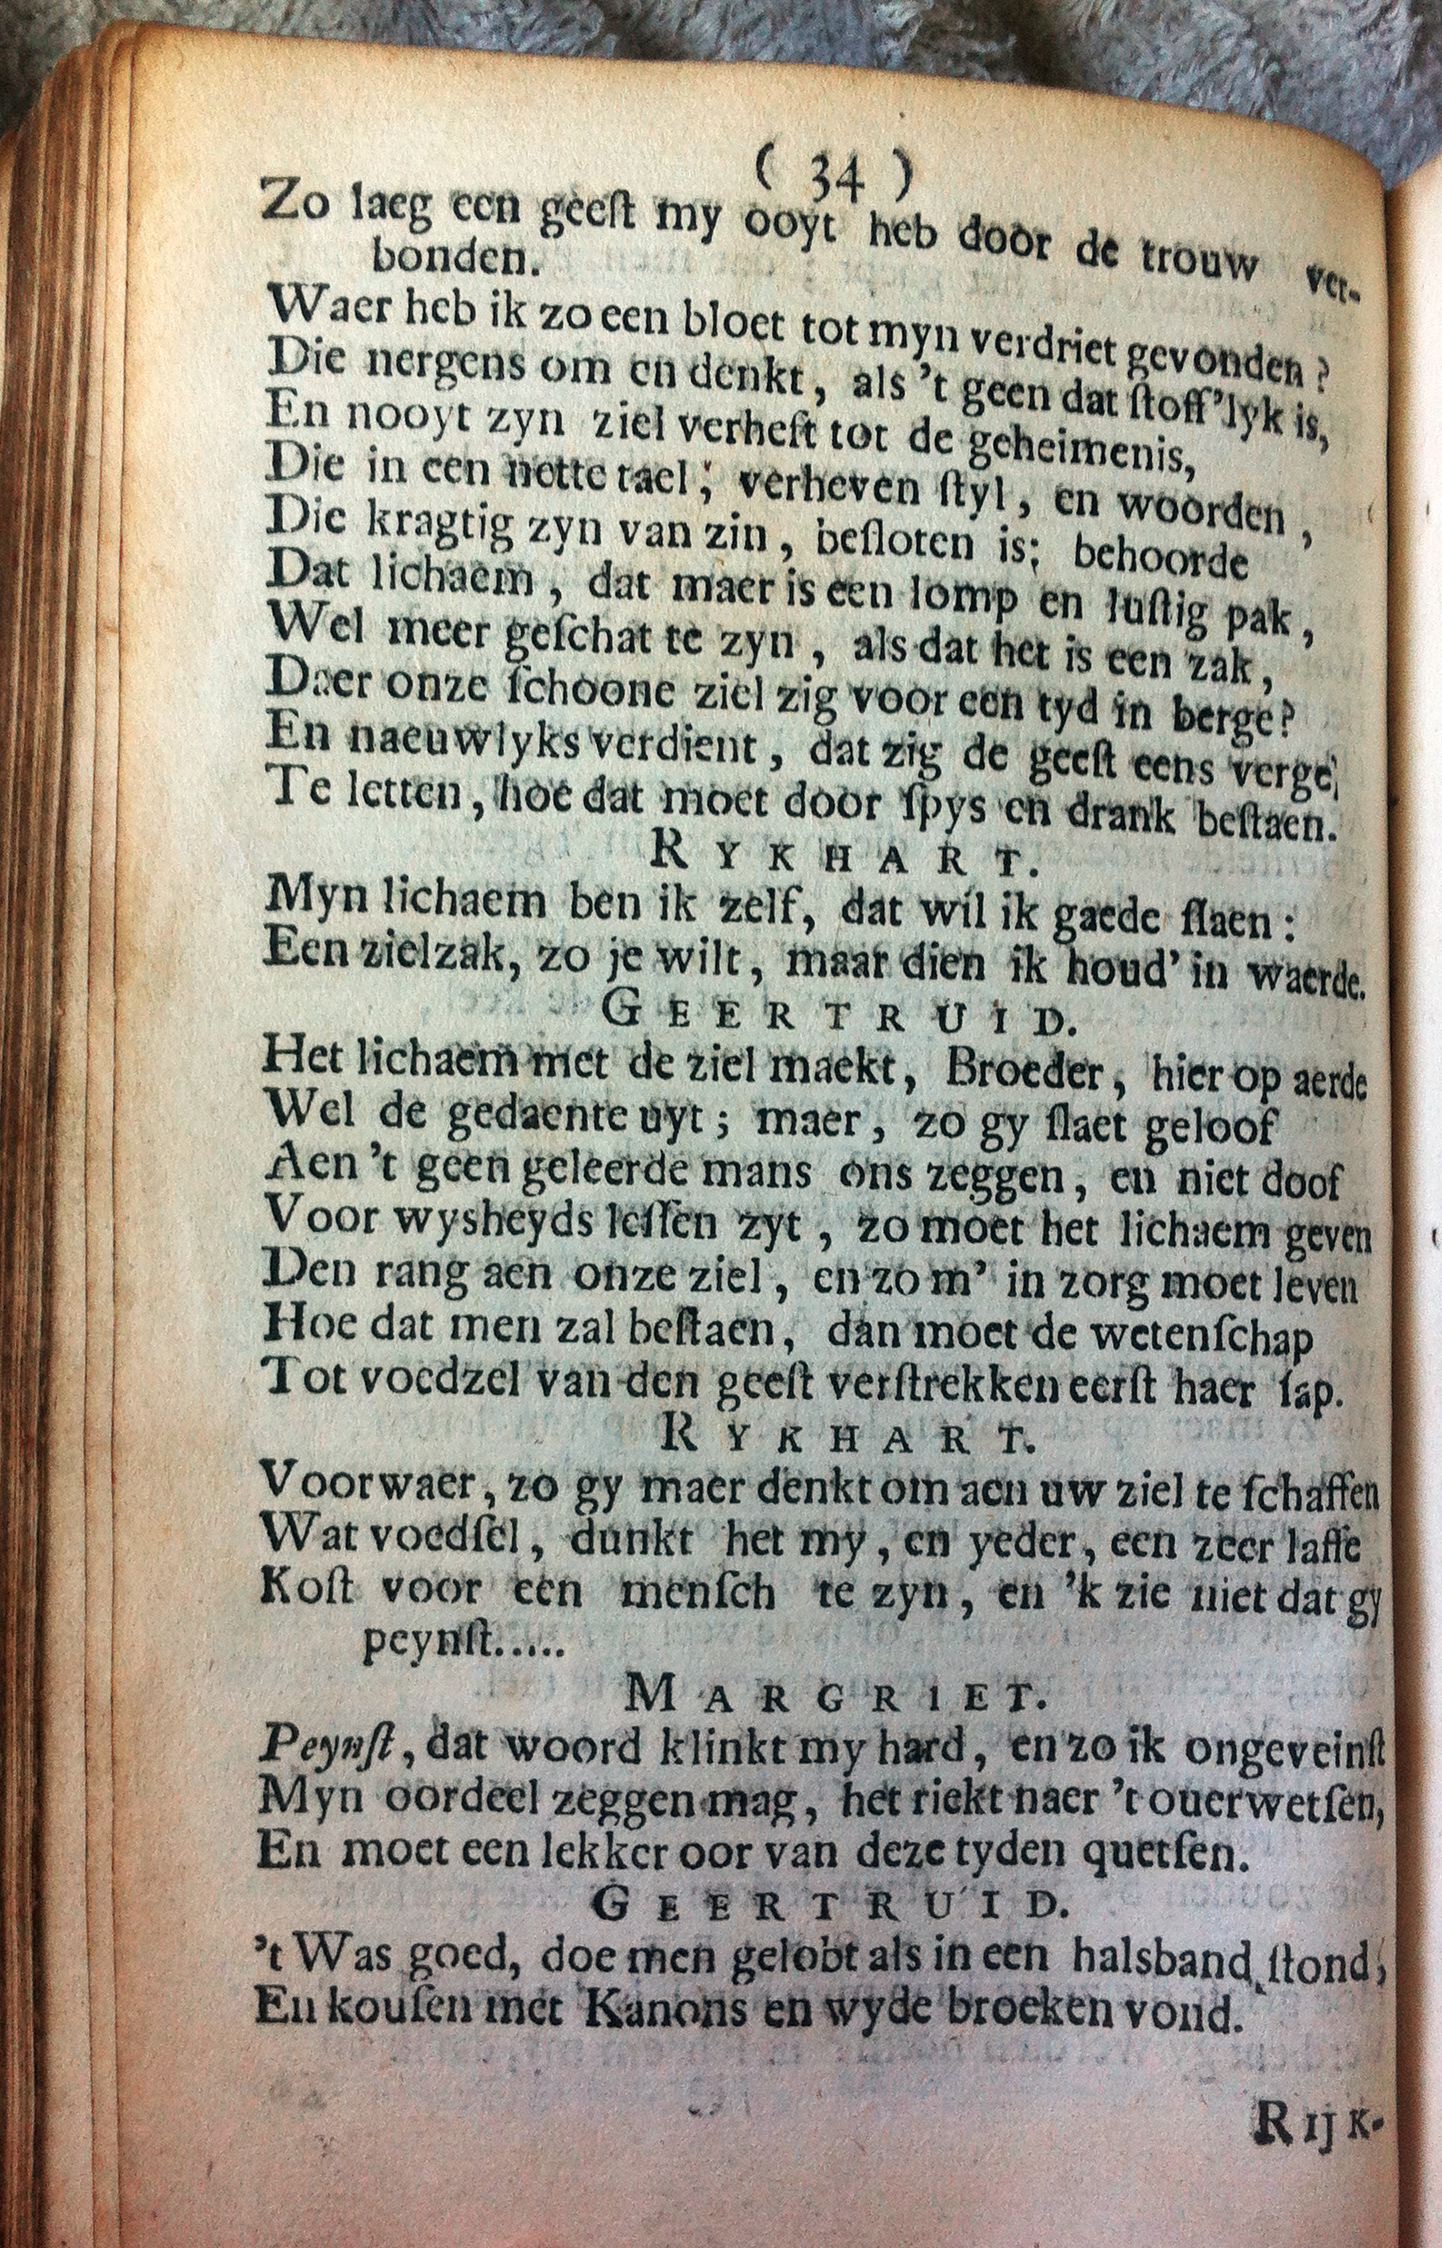 ( 34 )
Zo laeg een geeſt my ooyt heb door de trouw ver-
bonden.
Waer heb ik zo een bloet tot myn verdriet gevonden?
Die nergens om en denkt, als 't geen dat ſtoff'lyk is,
En nooyt zyn ziel verheft tot de geheimenis,
Die in een nette tael, verheven ſtyl, en woorden,
Die kragtig zyn van zin, beſloten is; behoorde
Dat lichaem, dat maer is een lomp en luſtig pak,
Wel meer geſchat te zyn, als dat het is een zak,
Daer onze ſchoone ziel zig voor een tyd in berge?
En naeuwlyks verdient, dat zig de geeſt eens verge,
Te letten, hoe dat moet door ſpys en drank beſtaen.
RYKHART.
Myn lichaem ben ik zelf, dat wil ik gaede ſlaen:
Een zielzak, zo je wilt, maar dien ik houd' in waerde.
GEERTRUID.
Het lichaem met de ziel maekt, Broeder, hier op aerde
Wel de gedaente uyt; maer, zo gy ſlaet geloof
Aen 't geen geleerde mans ons zeggen, en niet doof
Voor wysheyds leſſen zyt, zo moet het lichaem geven
Den rang aen onze ziel, en zo m' in zorg moet leven
Hoe dat men zal beſtaen, dan moet de wetenſchap
Tot voedzel van den geeſt verſtrekken eerſt haer ſap.
RYKHART.
Voorwaer, zo gy maer denkt om aen uw ziel te ſchaffen
Wat voedſel, dunkt het my, en yeder, een zeer laffe
Koſt voor een menſch te zyn, en 'k zie niet dat gy
peynſt.....
MARGRIET.
Peynſt, dat woord klinkt my hard, en zo ik ongeveinſt
Myn oordeel zeggen mag, het riekt naer 't ouerwetſen,
En moet een lekker oor van deze tyden quetſen.
GEERTRUID.
't Was goed, doe men gelobt als in een halsband ſtond,
En kouſen met Kanons en wyde broeken vond.
RIJK-